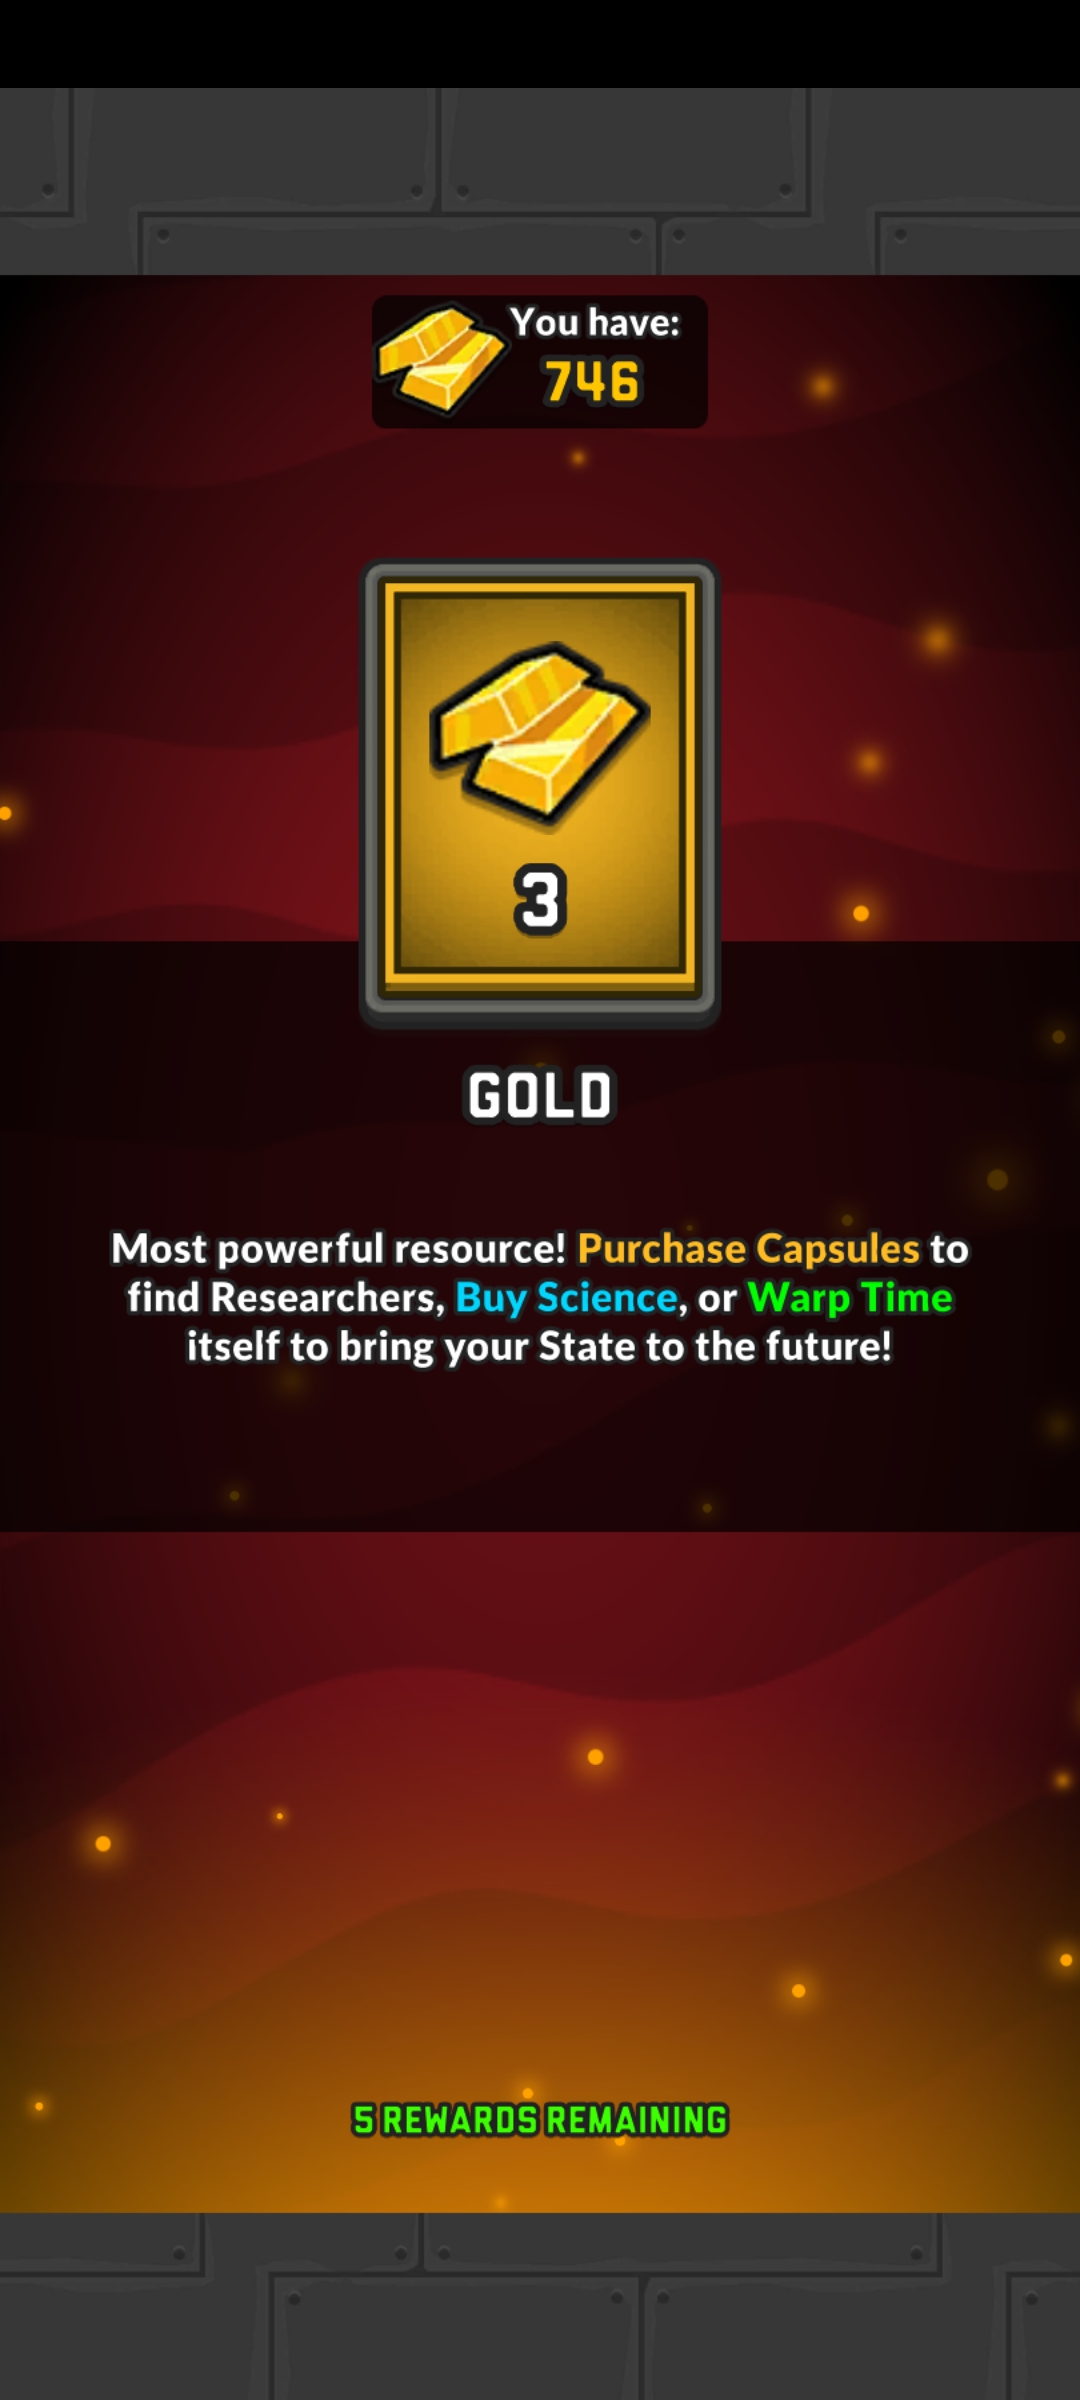 You have:
746
3
GOLD
Most powerful resource! Purchase Capsules to
find Researchers, Buy Science, or Warp Time
itself to bring your State to the future!
5 REWARDS REMAINING